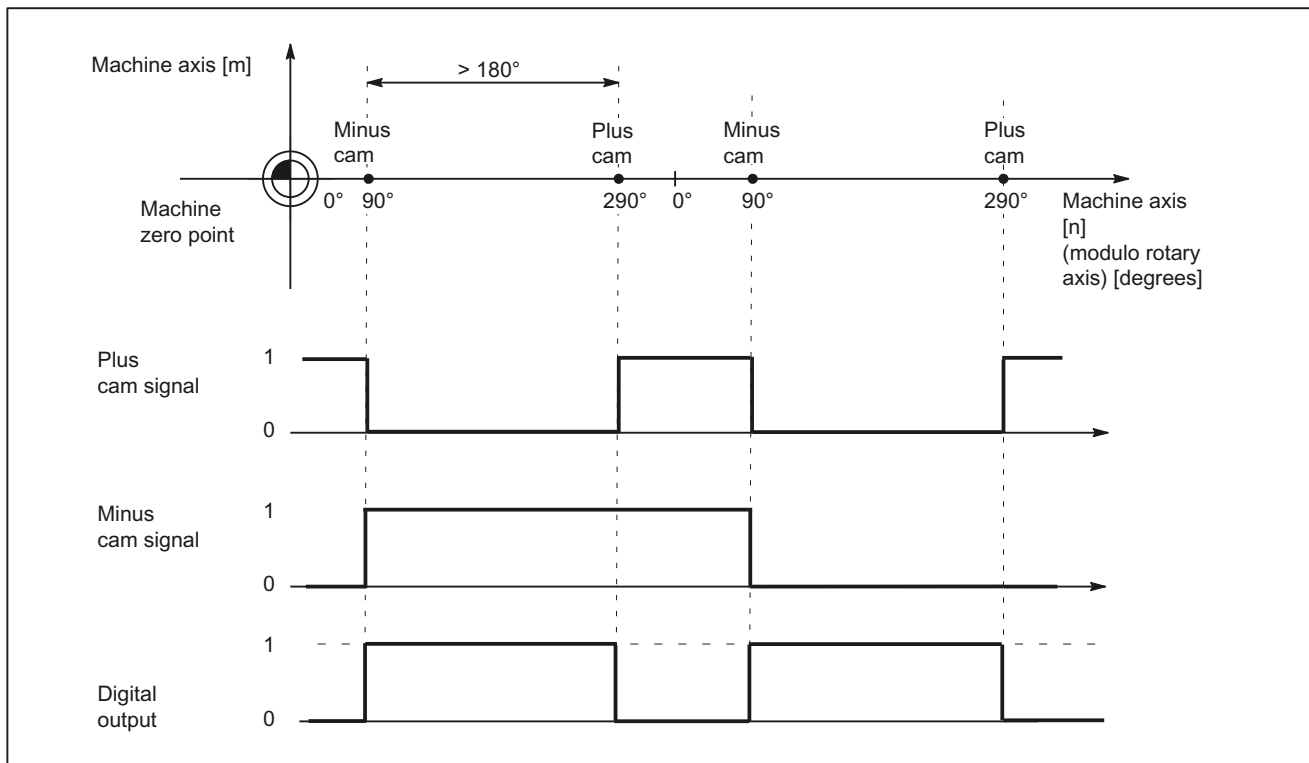 Machine axis [m]
> 180°
Minus
cam
Plus
cam
Minus
cam
Plus
cam
0°
90°
290°
0°
90°
290°
Machine
zero point
Machine axis
[n]
(modulo rotary
axis) [degrees]
Plus
cam signal
1
0
Minus
cam signal
1
0
Digital
output
1
0